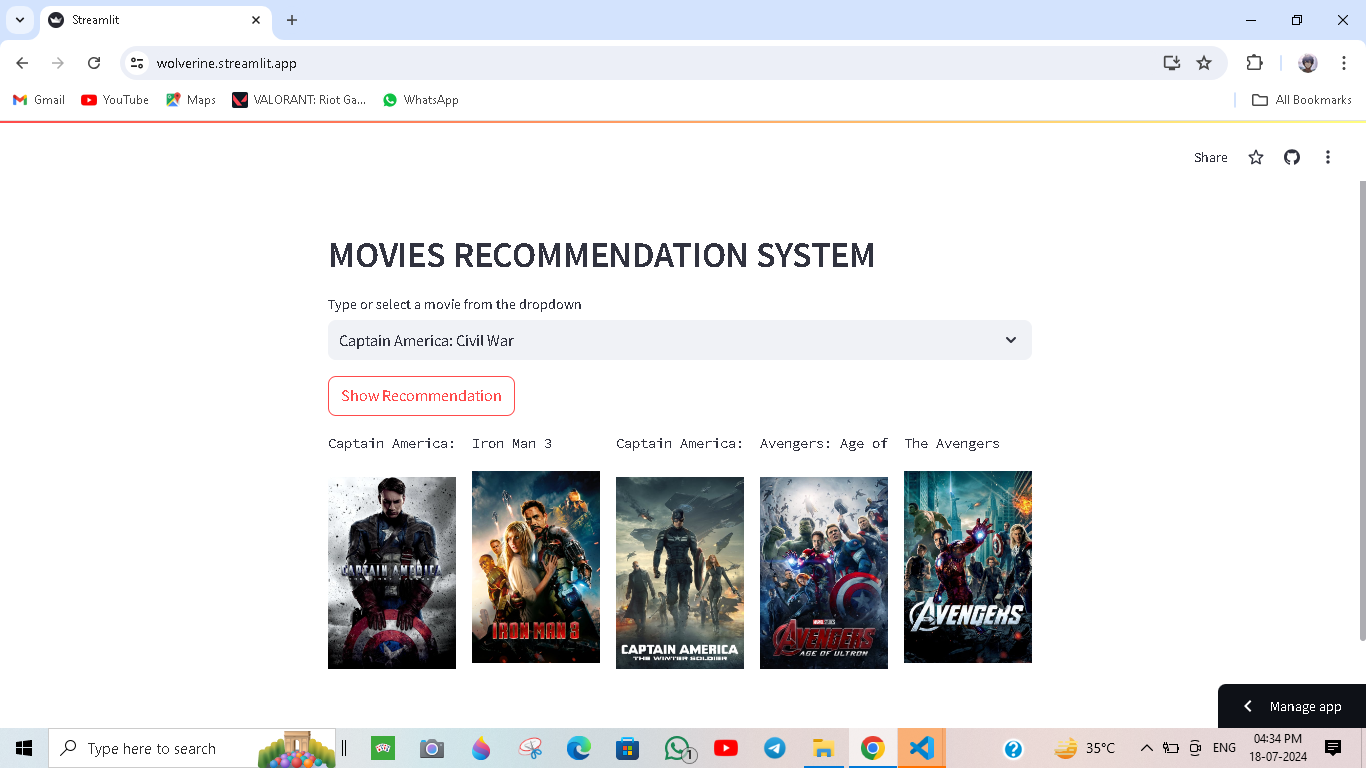 Streamlit
wolverine.streamlit.app
Gmail
YouTube
Maps
VALORANT: Riot Ga...
WhatsApp
All Bookmarks
Share
MOVIES RECOMMENDATION SYSTEM
Type or select a movie from the dropdown
Captain America: Civil War
Show Recommendation
Captain America:
Iron Man 3
Captain America:
Avengers: Age of
The Avengers
CAPTAIN AMERICA
IRON MAN 3
CAPTAIN AMERICA
THE WINTER SOLDIER
AVENGERS
AGE OF ULTRON
AVENGERS
Manage app
Type here to search
1
35°C
ENG
04:34 PM
18-07-2024